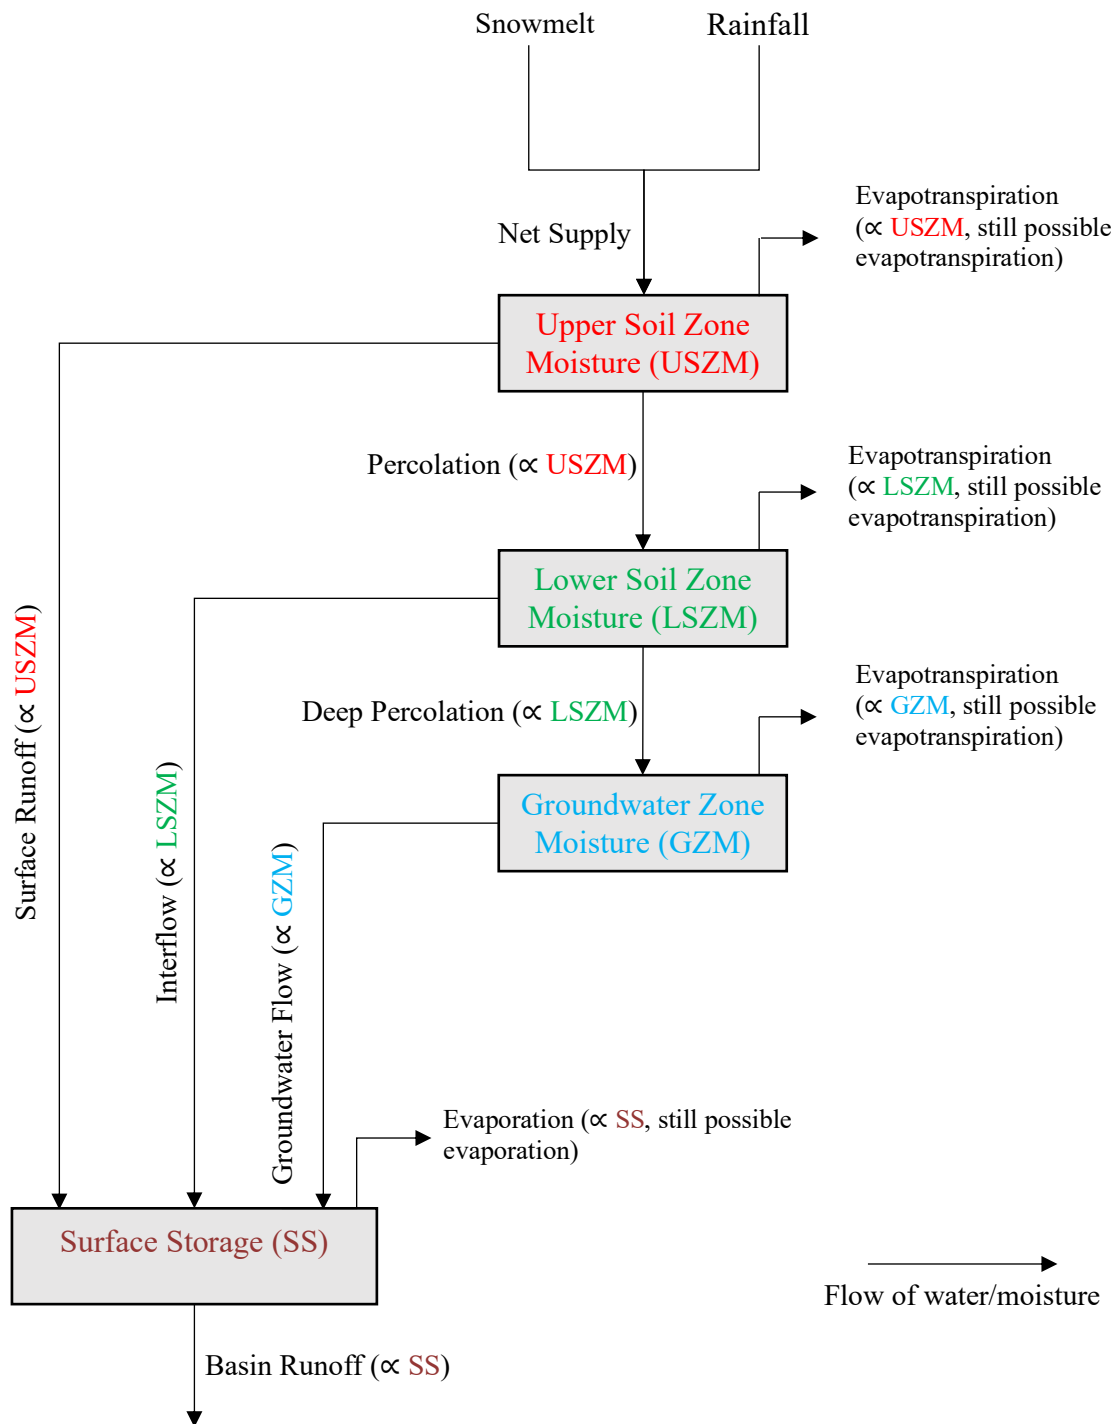 Snowmelt
Rainfall
Evapotranspiration
(∝ USZM, still possible
evapotranspiration)
Net Supply
Upper Soil Zone
Moisture (USZM)
Percolation (∝ USZM)
Evapotranspiration
(∝ LSZM, still possible
evapotranspiration)
Lower Soil Zone
Moisture (LSZM)
Deep Percolation (∝ LSZM)
Evapotranspiration
(∝ GZM, still possible
evapotranspiration)
Groundwater Zone
Moisture (GZM)
Surface Runoff (∝ USZM)
Interflow (∝ LSZM)
Groundwater Flow (∝ GZM)
Evaporation (∝ SS, still possible
evaporation)
Surface Storage (SS)
Flow of water/moisture
Basin Runoff (∝ SS)